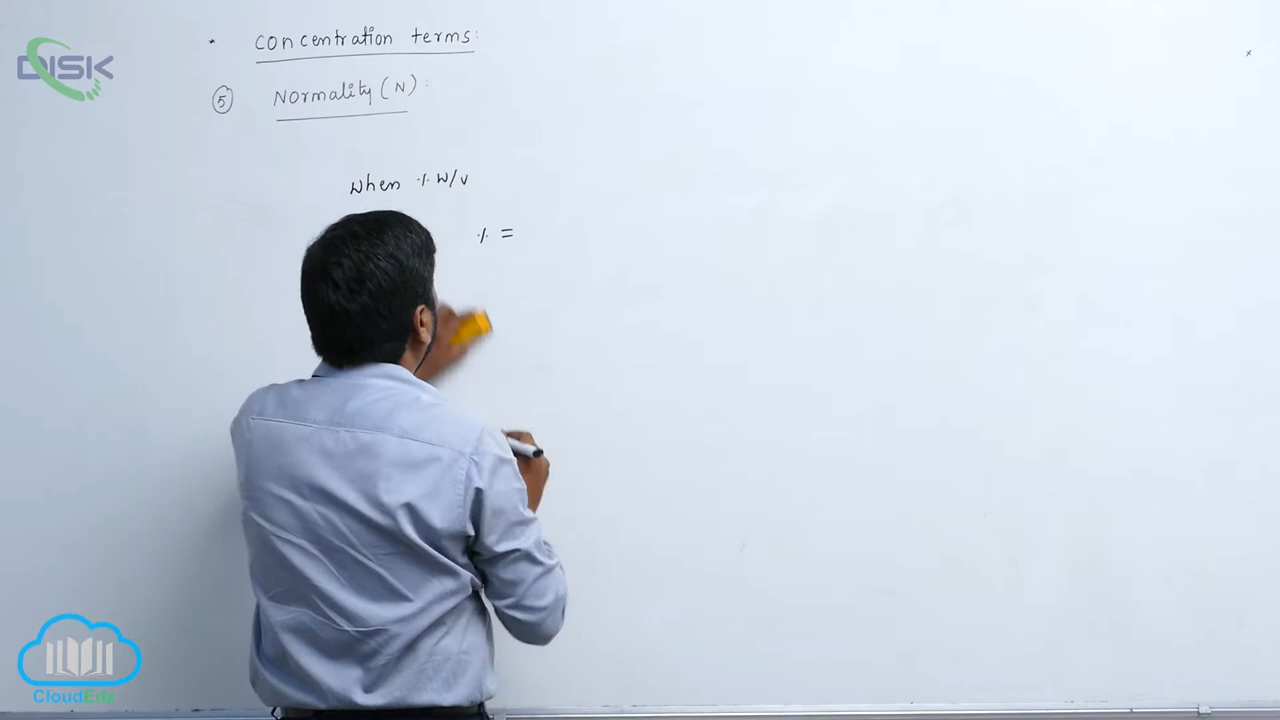 DISK
* Concentration terms:
⑤ Normality (N):
When % W/v
% =
CloudEdz